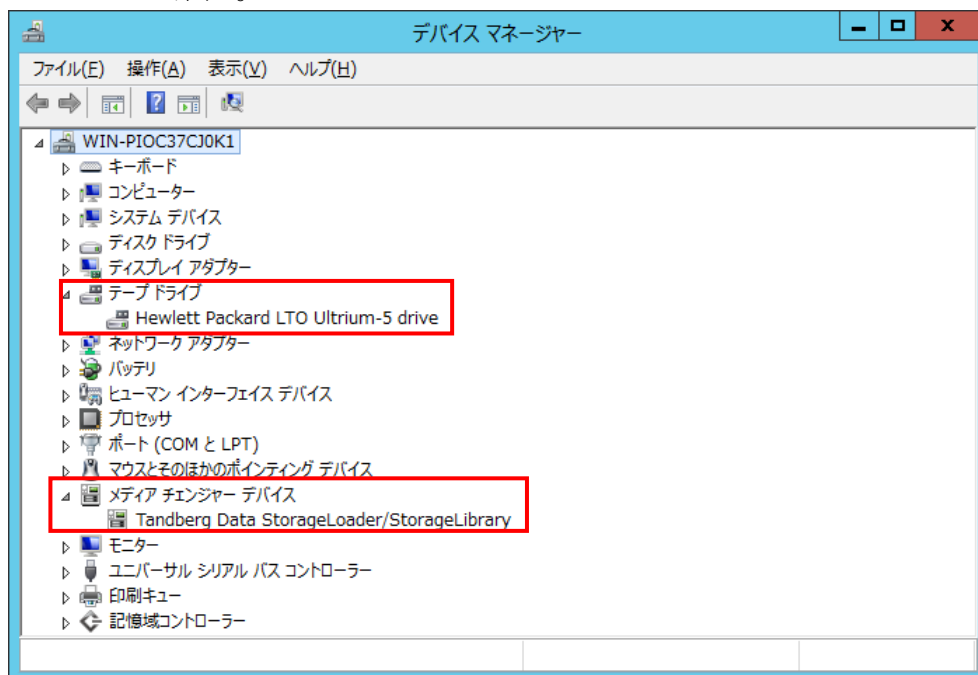 デバイス マネージャー
ファイル(F) 操作(A) 表示(V) ヘルプ(H)
WIN-PIOC37CJ0K1
キーボード
コンピューター
システム デバイス
ディスク ドライブ
ディスプレイ アダプター
テープ ドライブ
Hewlett Packard LTO Ultrium-5 drive
ネットワーク アダプター
バッテリ
ヒューマン インターフェイス デバイス
プロセッサ
ポート (COM と LPT)
マウスとそのほかのポインティング デバイス
メディア チェンジャー デバイス
Tandberg Data StorageLoader/StorageLibrary
モニター
ユニバーサル シリアル バス コントローラー
印刷キュー
記憶域コントローラー